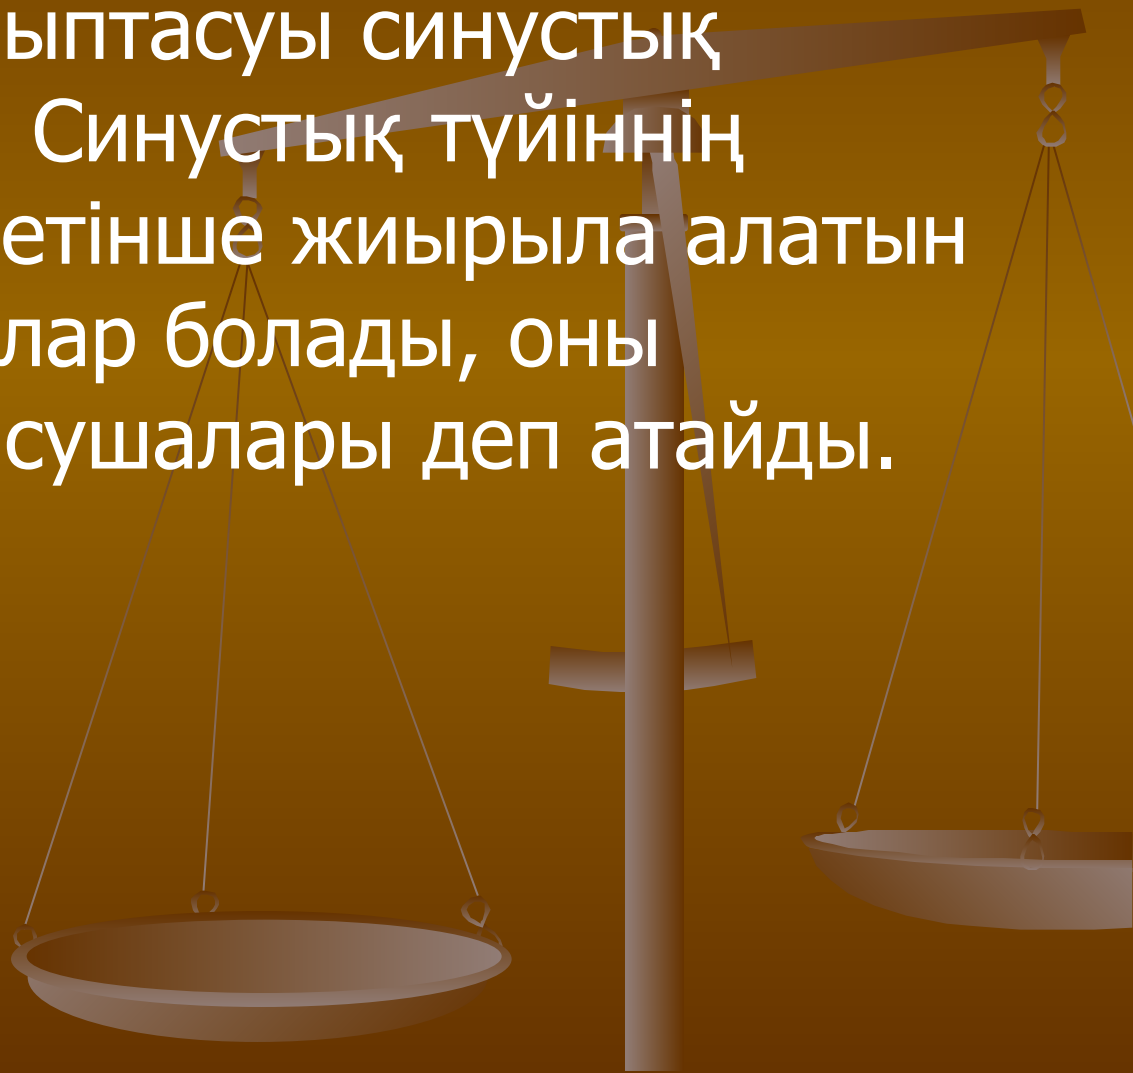 ыптасуы синустық
Синустық түйіннің
етінше жиырыла алатын
лар болады, оны
сушалары деп атайды.